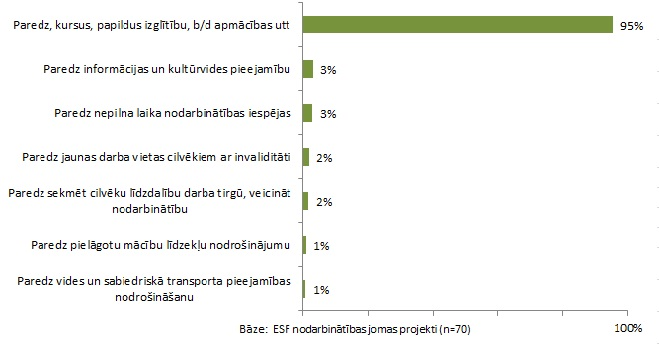 Paredz, kursus, papildus izglītību, b/d apmācības utt
95%
Paredz informācijas un kultūrvides pieejamību
3%
Paredz nepilna laika nodarbinātības iespējas
3%
Paredz jaunas darba vietas cilvēkiem ar invaliditāti
2%
Paredz sekmēt cilvēku līdzdalību darba tirgū, veicināt
nodarbinātību
2%
Paredz pielāgotu mācību līdzekļu nodrošinājumu
1%
Paredz vides un sabiedriskā transporta pieejamības
nodrošināšanu
1%
Bāze: ESF nodarbinātības jomas projekti (n=70)
100%